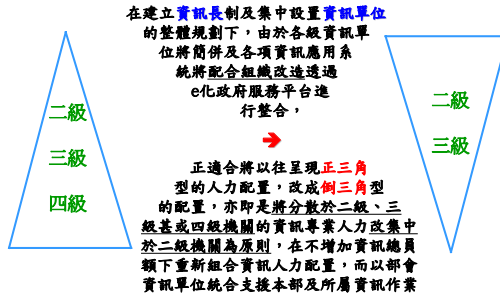 在建立資訊長制及集中設置資訊單位
的整體規劃下，由於各級資訊單
位將簡併及各項資訊應用系
統將配合組織改造透過
e化政府服務平台進
行整合，
正適合將以往呈現正三角
型的人力配置，改成倒三角型
的配置，亦即是將分散於二級、三
級甚或四級機關的資訊專業人力改集中
於二級機關為原則，在不增加資訊總員
額下重新組合資訊人力配置，而以部會
資訊單位統合支援本部及所屬資訊作業
二級
三級
四級
二級
三級